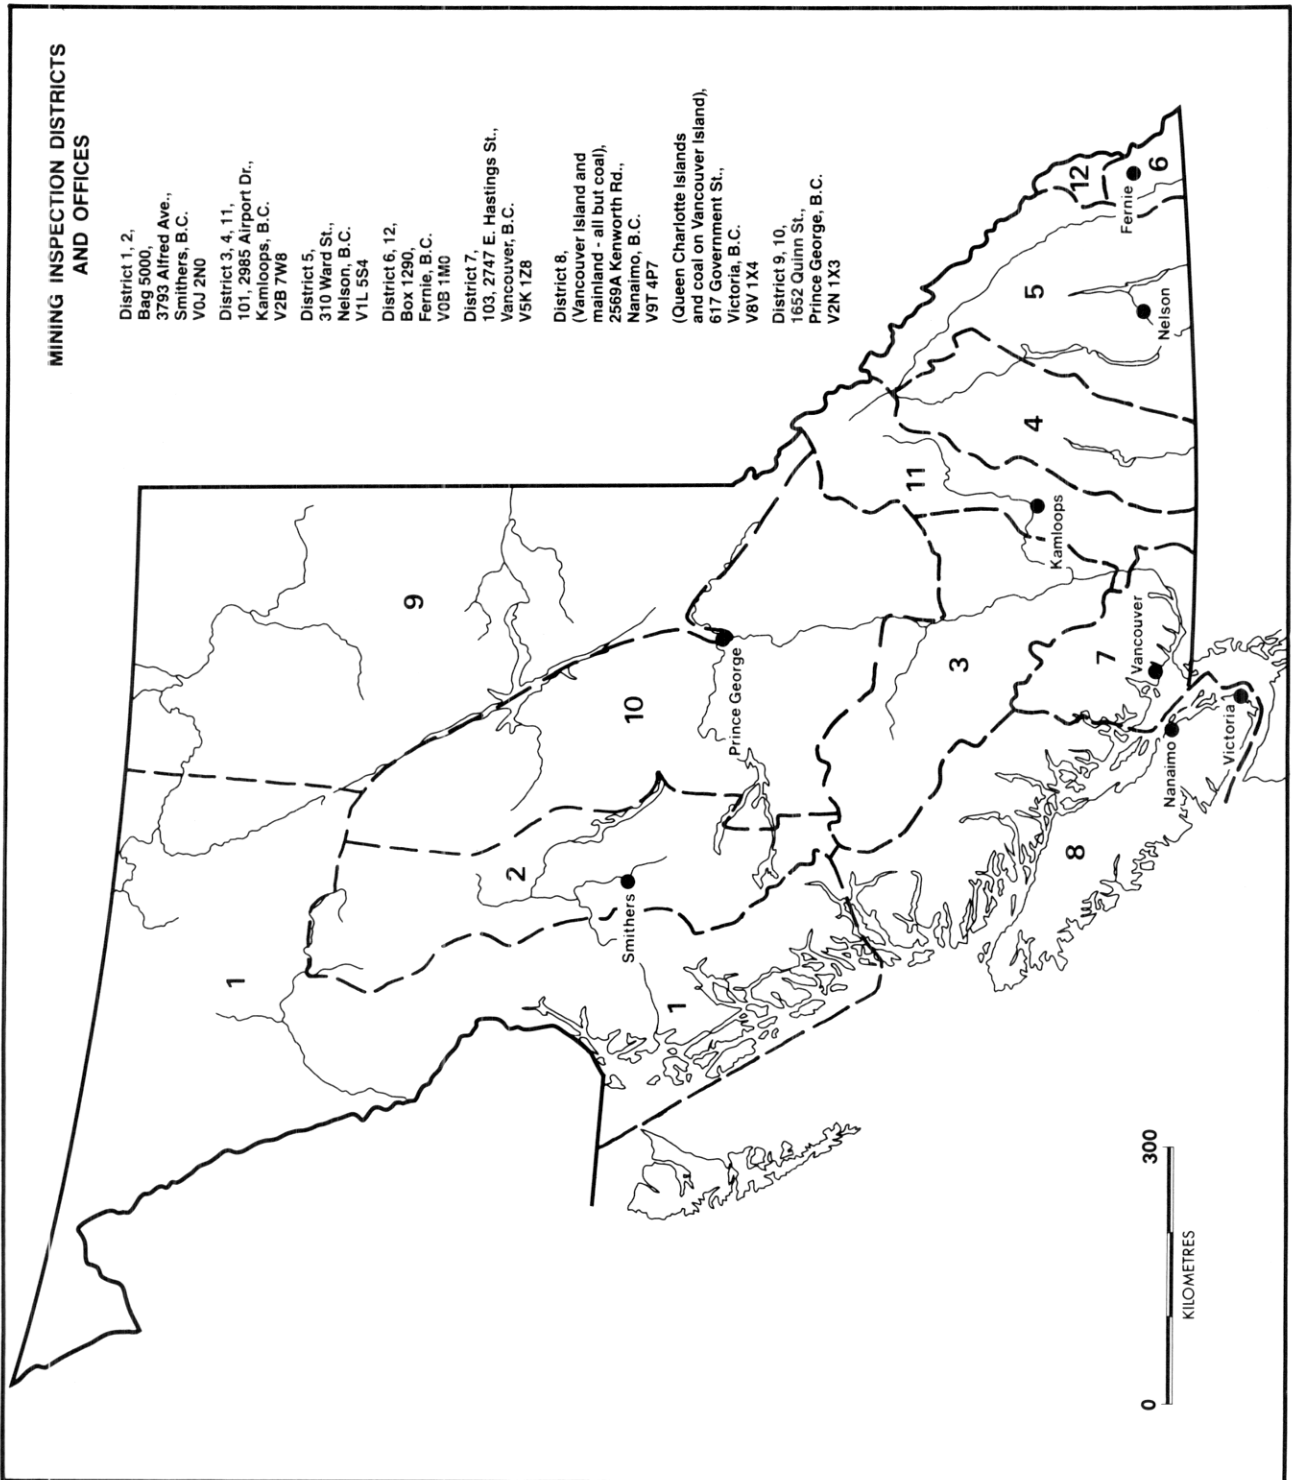 MINING INSPECTION DISTRICTS
AND OFFICES
District 1, 2,
Bag 5000,
3793 Alfred Ave.,
Smithers, B.C.
V0J 2N0
District 3, 4, 11,
101, 2985 Airport Dr.,
Kamloops, B.C.
V2B 7W8
District 5,
310 Ward St.,
Nelson, B.C.
V1L 5S4
District 6, 12,
Box 1290,
Fernie, B.C.
V0B 1M0
District 7,
103, 2747 E. Hastings St.,
Vancouver, B.C.
V5K 1Z8
District 8,
(Vancouver Island and
mainland - all but coal),
2569A Kenworth Rd.,
Nanaimo, B.C.
V9T 4P7
(Queen Charlotte Islands
and coal on Vancouver Island),
617 Government St.,
Victoria, B.C.
V8V 1X4
District 9, 10,
1652 Quinn St.,
Prince George, B.C.
V2N 1X3
1
9
2
10
Smithers
1
Prince George
3
11
4
5
12
Kamloops
7
Vancouver
8
Nanaimo
Victoria
Nelson
Fernie
6
0
300
KILOMETRES